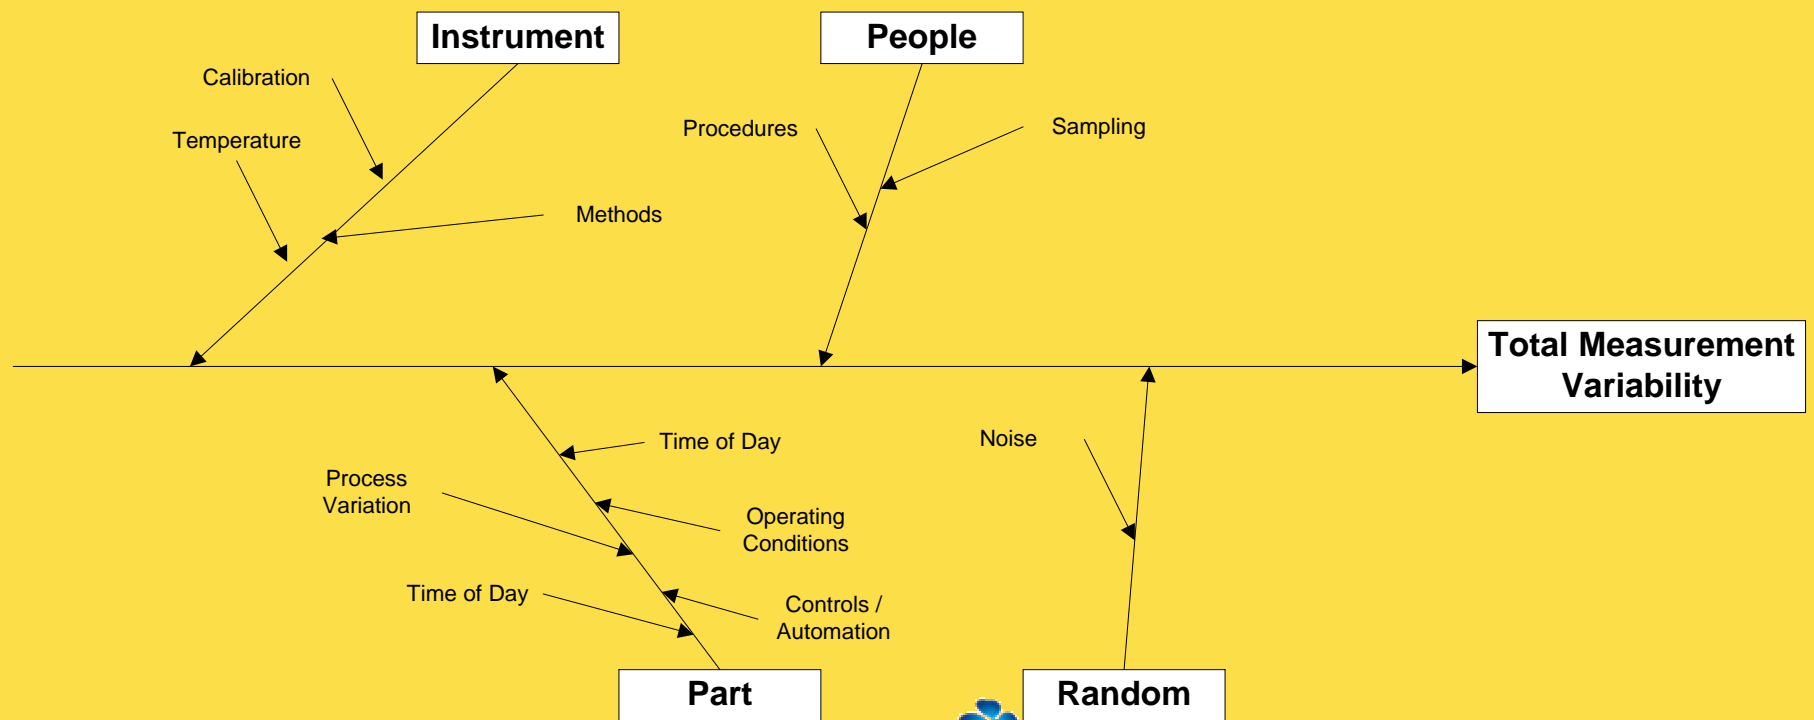 Instrument
People
Calibration
Temperature
Procedures
Sampling
Methods
Total Measurement
Variability
Time of Day
Noise
Process
Variation
Operating
Conditions
Time of Day
Controls /
Automation
Part
Random